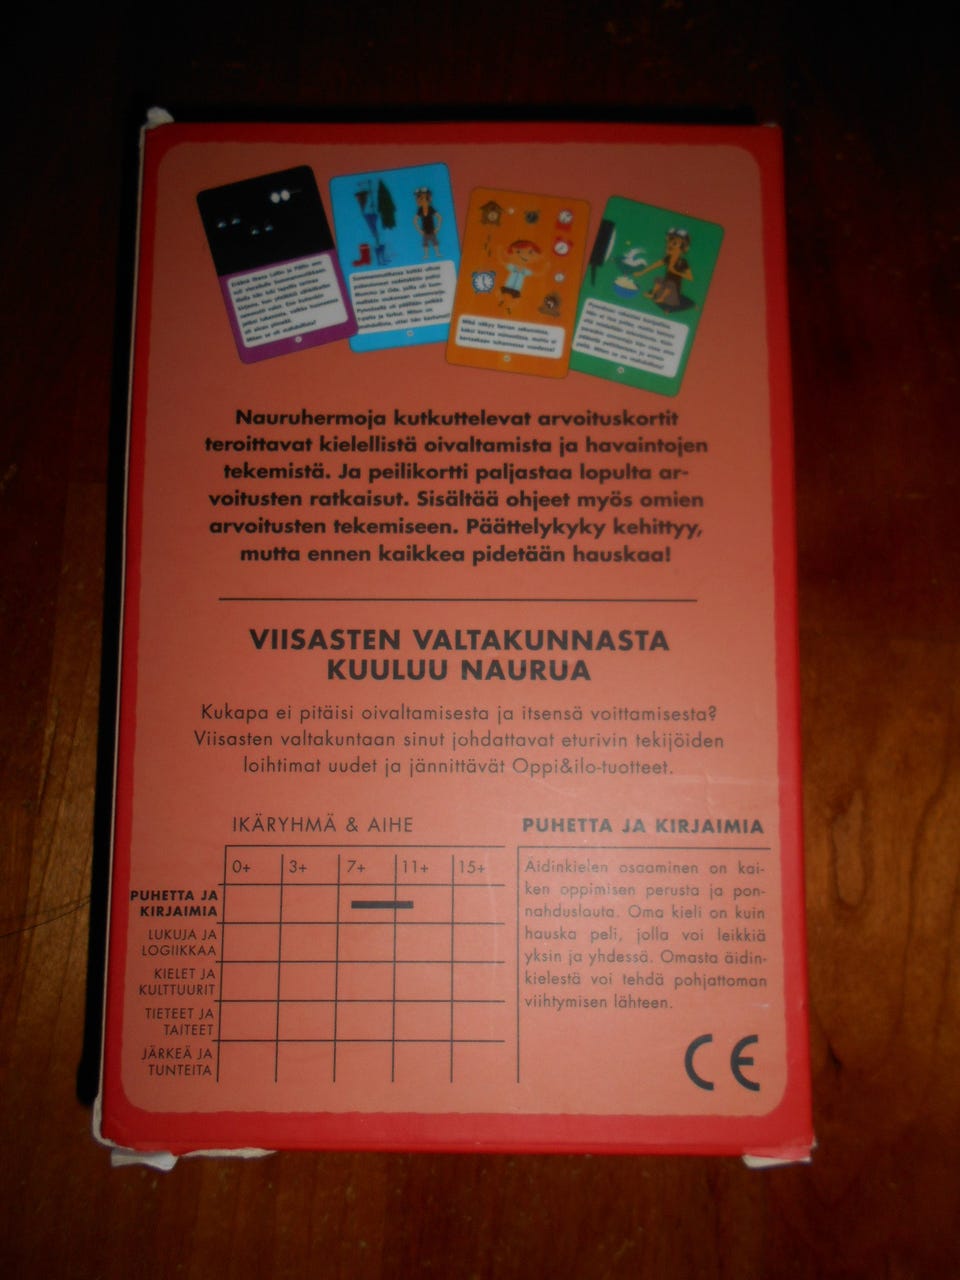 Nauruhermoja kutkuttelevat arvoituskortit
teroittavat kielellistä oivaltamista ja havaintojen
tekemistä. Ja peilikortti paljastaa lopulta ar-
voitusten ratkaisut. Sisältää ohjeet myös omien
arvoitusten tekemiseen. Päättelykyky kehittyy,
mutta ennen kaikkea pidetään hauskaa!
VIISASTEN VALTAKUNNASTA
KUULUU NAURUA
Kukapa ei pitäisi oivaltamisesta ja itsensä voittamisesta?
Viisasten valtakuntaan sinut johdattavat eturivin tekijöiden
loihtimat uudet ja jännittävät Oppi&ilo-tuotteet.
IKÄRYHMÄ & AIHE
0+ 3+ 7+ 11+ 15+
PUHETTA JA
KIRJAIMIA
LUKUJA JA
LOGIIKKAA
KIELET JA
KULTTUURIT
TIETEET JA
TAITEET
JÄRKEÄ JA
TUNTEITA
PUHETTA JA KIRJAIMIA
Äidinkielen osaaminen on kai-
ken oppimisen perusta ja pon-
nahduslauta. Oma kieli on kuin
hauska peli, jolla voi leikkiä
yksin ja yhdessä. Omasta äidin-
kielestä voi tehdä pohjattoman
viihtymisen lähteen.
CE